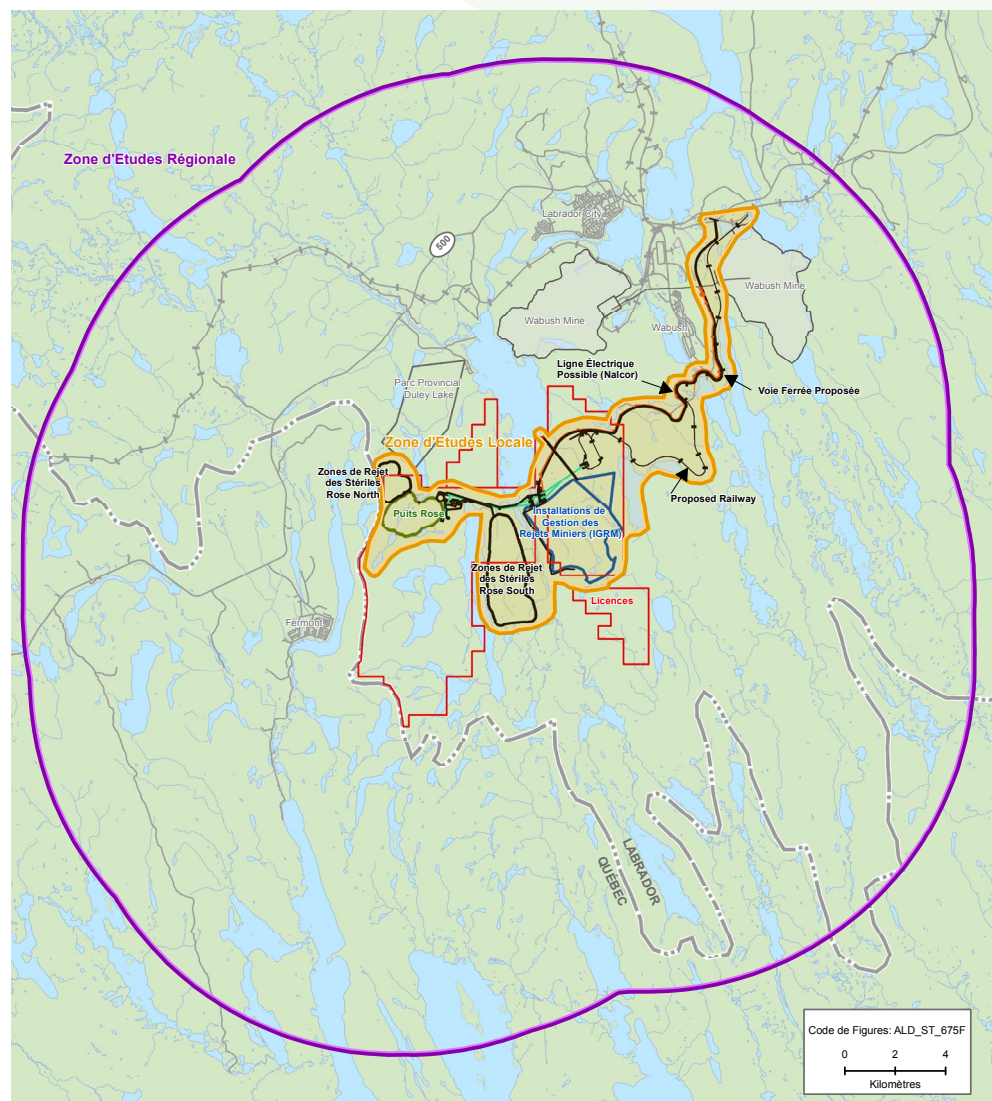 Zone d'Etudes Régionale
Labrador City
500
Wabush Mine
Wabush Mine
Wabush
Ligne Électrique
Possible (Nalcor)
Voie Ferrée Proposée
Parc Provincial
Duley Lake
Zone d'Etudes Locale
Zones de Rejet
des Stériles
Rose North
Proposed Railway
Puits Rose
Installations de
Gestion des
Rejets Miniers (IGRM)
Zones de Rejet
des Stériles
Rose South
Licences
Fermont
LABRADOR
QUÉBEC
Code de Figures: ALD_ST_675F
0 2 4
Kilomètres